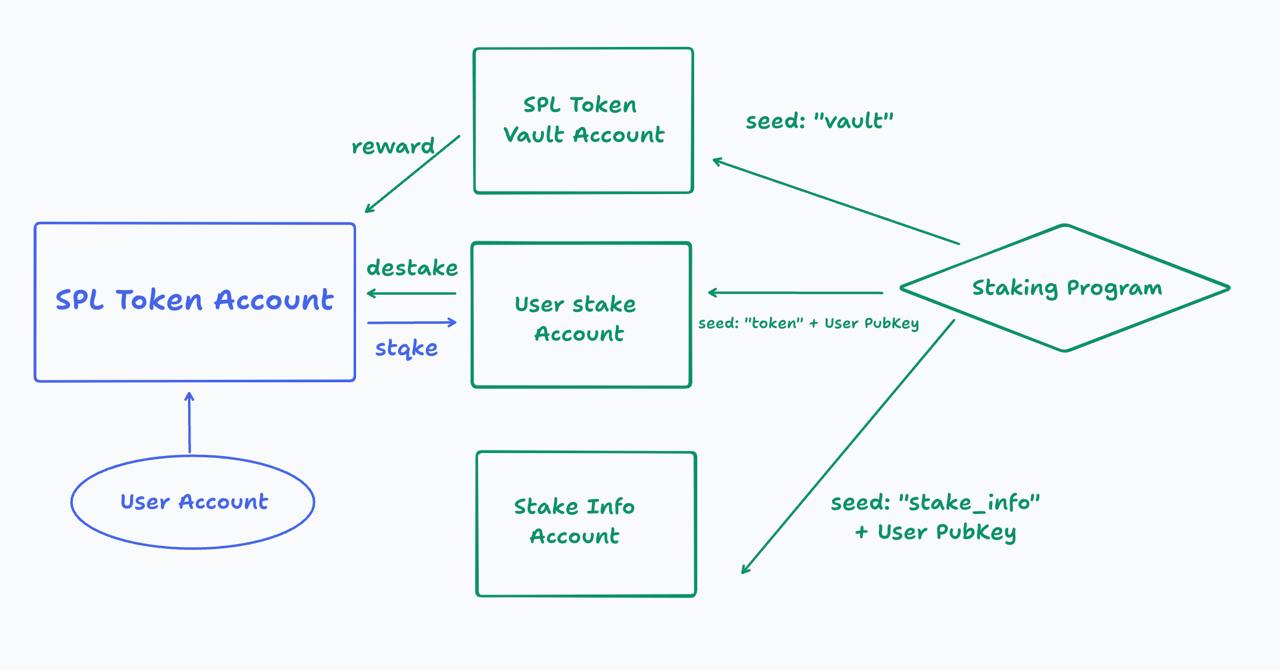 SPL Token
Vault Account
seed: "vault"
reward
destake
SPL Token Account
User stake
Account
Staking Program
seed: "token" + User PubKey
stqke
User Account
Stake Info
Account
seed: "stake_info"
+ User PubKey